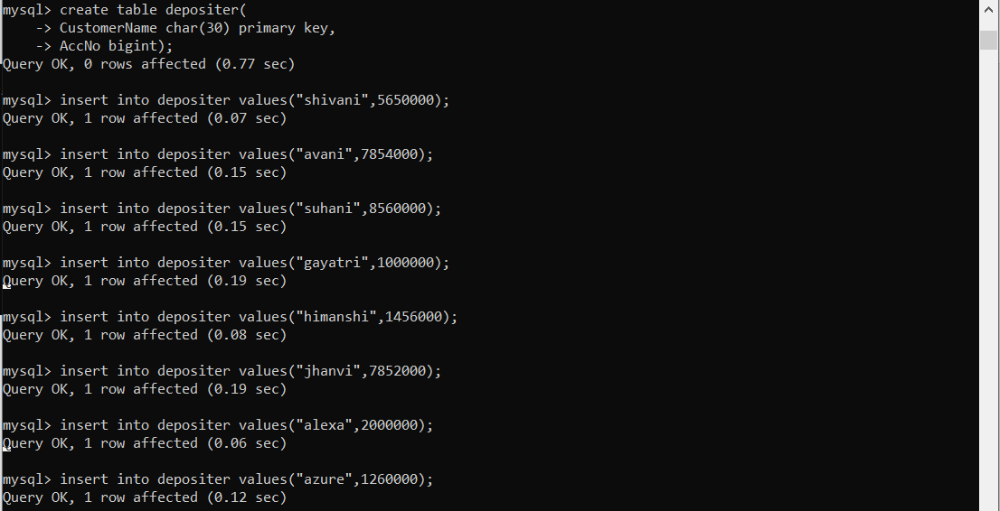 mysql> create table depositer(
-> CustomerName char(30) primary key,
-> AccNo bigint);
Query OK, 0 rows affected (0.77 sec)
mysql> insert into depositer values("shivani",5650000);
Query OK, 1 row affected (0.07 sec)
mysql> insert into depositer values("avani",7854000);
Query OK, 1 row affected (0.15 sec)
mysql> insert into depositer values("suhani",8560000);
Query OK, 1 row affected (0.15 sec)
mysql> insert into depositer values("gayatri",1000000);
Query OK, 1 row affected (0.19 sec)
mysql> insert into depositer values("himanshi",1456000);
Query OK, 1 row affected (0.08 sec)
mysql> insert into depositer values("jhanvi",7852000);
Query OK, 1 row affected (0.19 sec)
mysql> insert into depositer values("alexa",2000000);
Query OK, 1 row affected (0.06 sec)
mysql> insert into depositer values("azure",1260000);
Query OK, 1 row affected (0.12 sec)